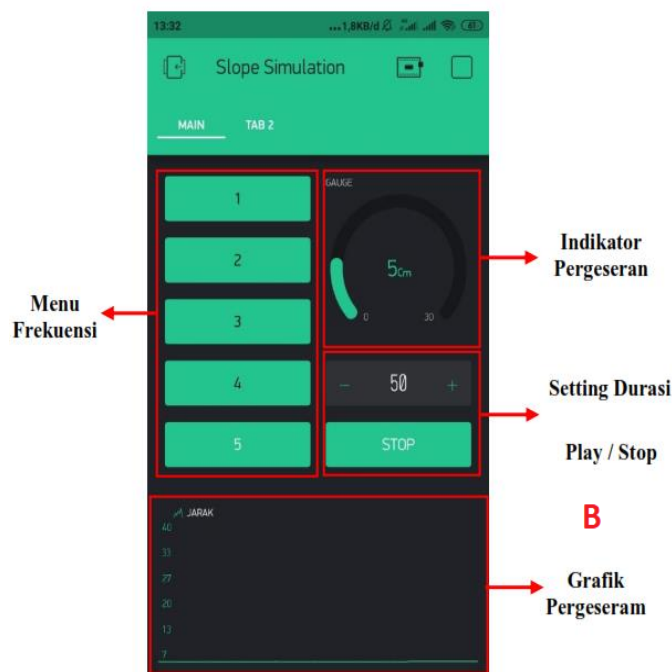 13:32
...1,8KB/d
61
Slope Simulation
MAIN TAB 2
Menu
Frekuensi
1
2
3
4
5
GAUGE
5Cm
0 30
Indikator
Pergeseran
- 50 +
STOP
Setting Durasi
Play / Stop
B
JARAK
40
33
27
20
13
7
Grafik
Pergeseram